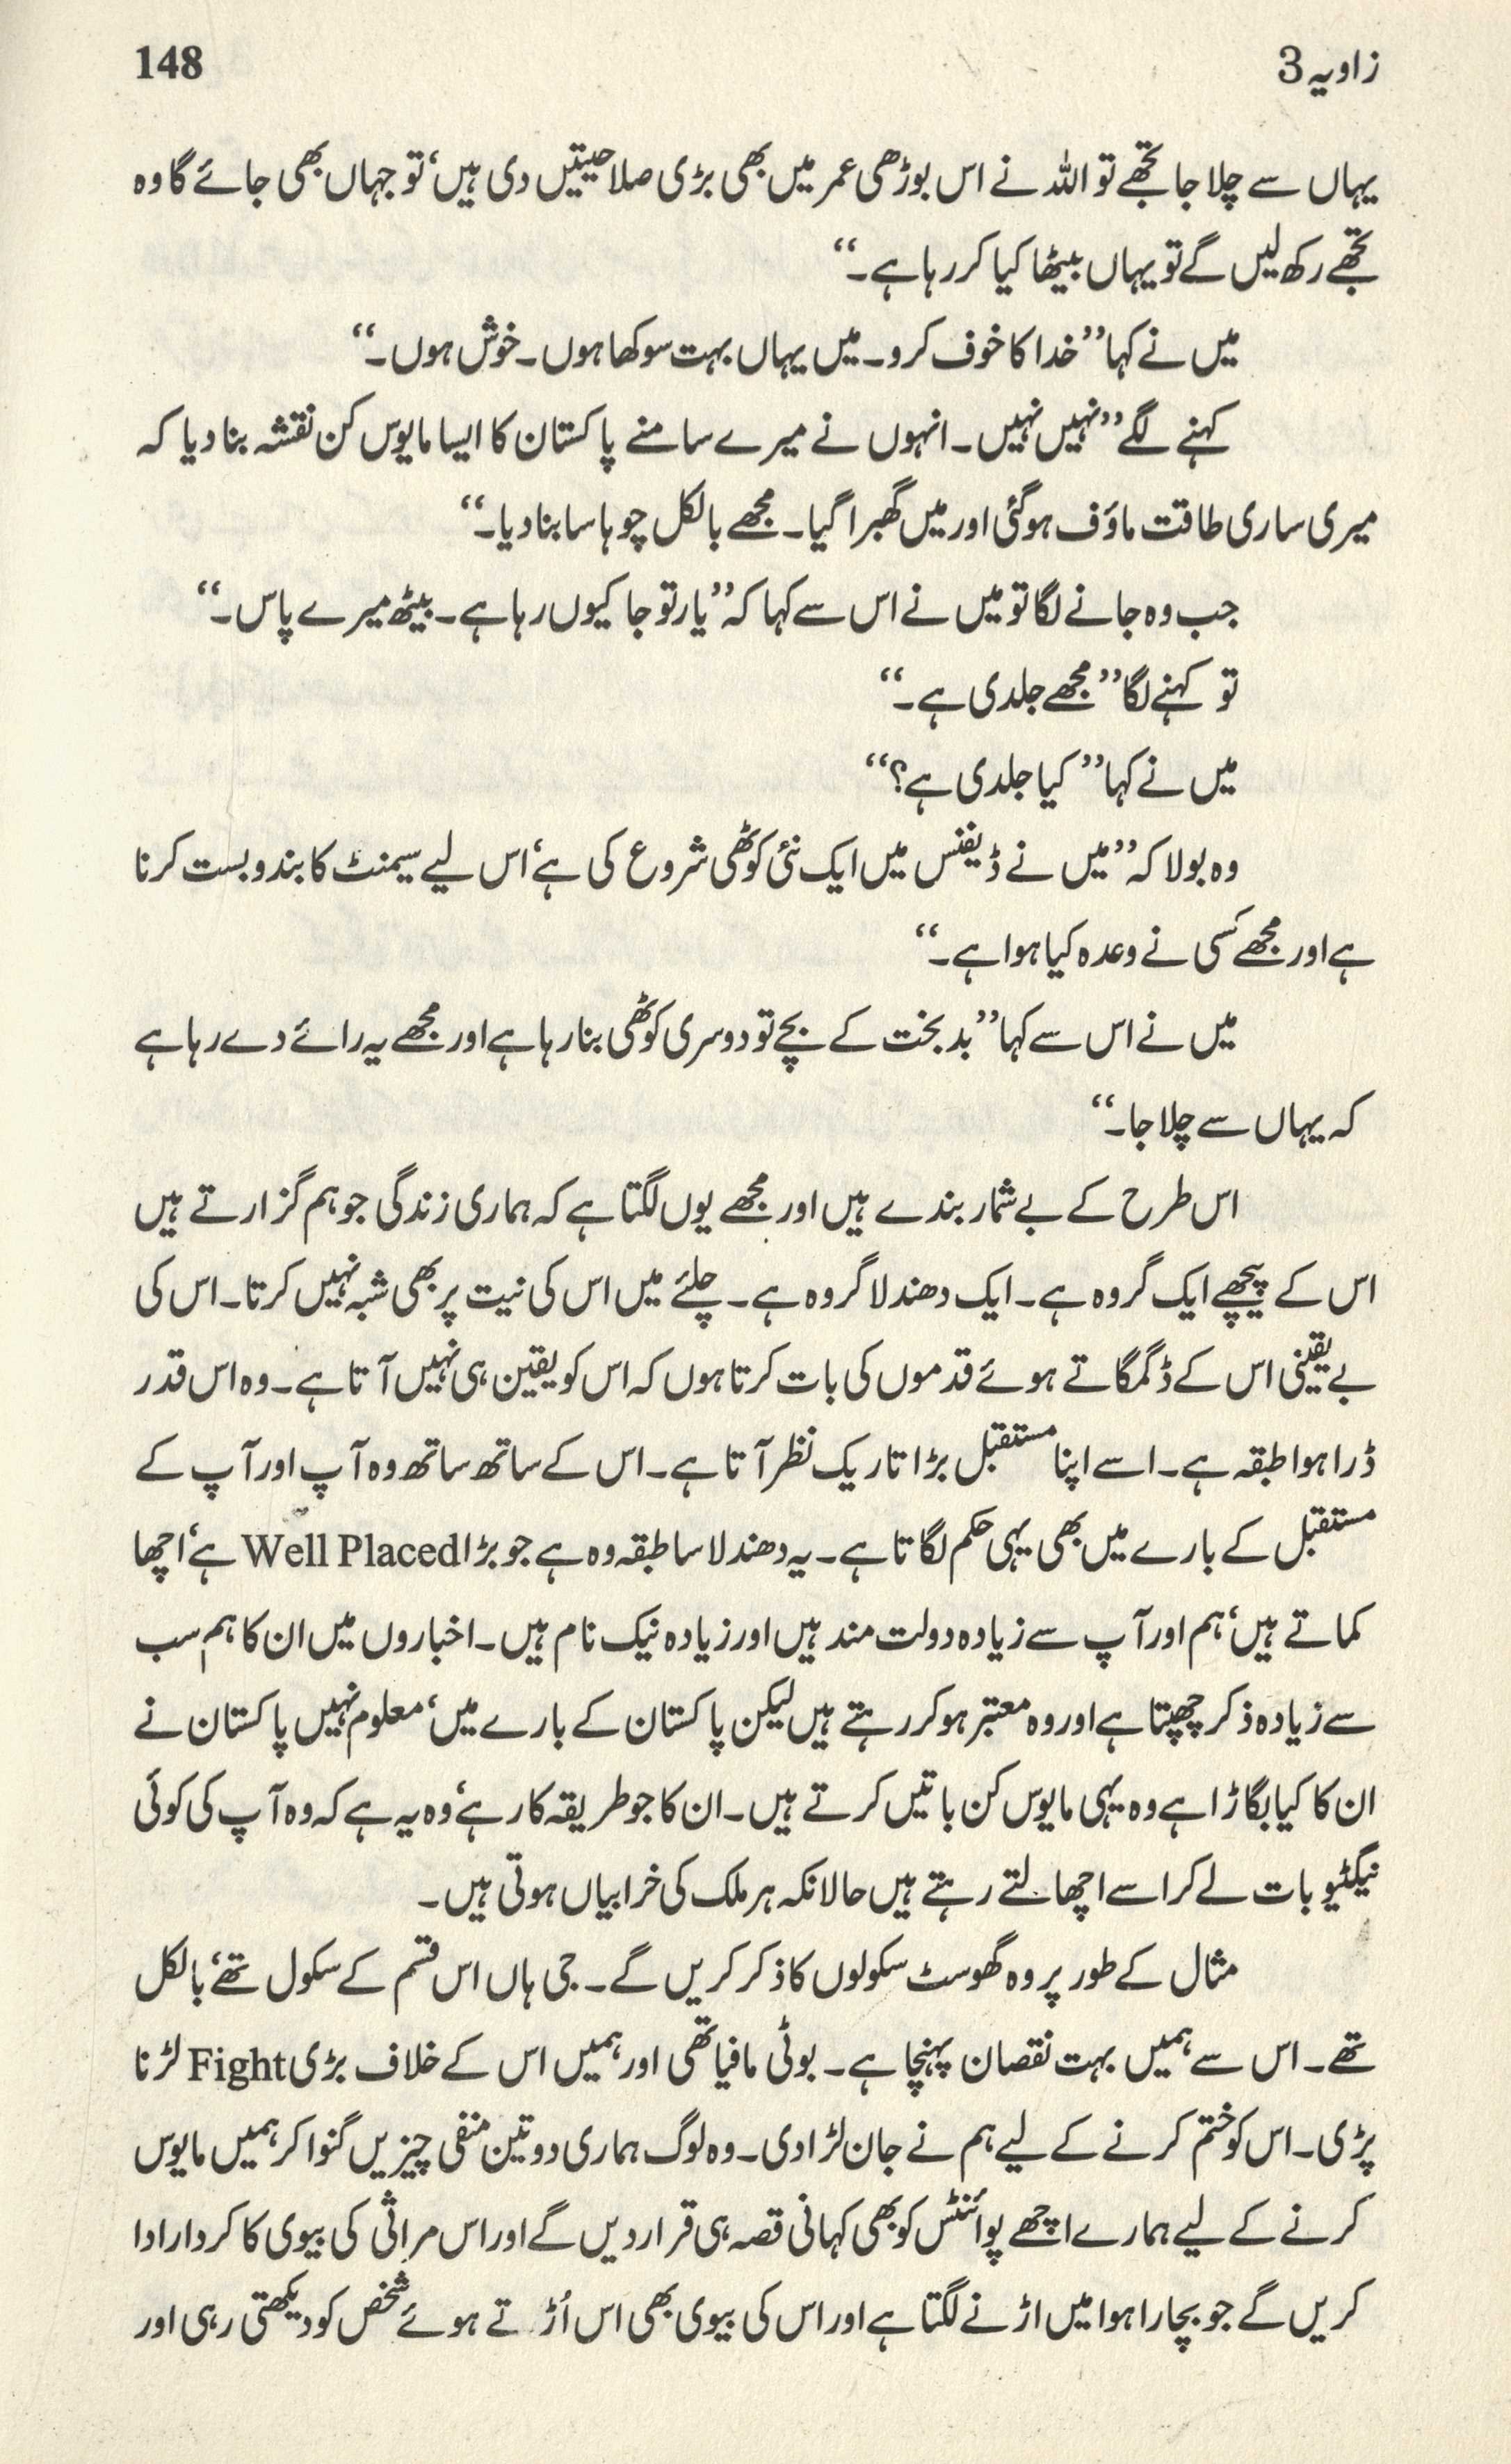 زاویہ 3
148
یہاں سے چلا جا تجھے تو اللہ نے اس بوڑھی عمر میں بھی بڑی صلاحیتیں دی ہیں‘ تو جہاں بھی جائے گا وہ
تجھے رکھ لیں گے تو یہاں بیٹھا کیا کر رہا ہے۔‘‘
میں نے کہا ’’خدا کا خوف کرو۔ میں یہاں بہت سوکھا ہوں۔ خوش ہوں۔‘‘
کہنے لگے ’’نہیں نہیں۔ انہوں نے میرے سامنے پاکستان کا ایسا مایوس کن نقشہ بنا دیا کہ
میری ساری طاقت ماؤف ہو گئی اور میں گھبرا گیا۔ مجھے بالکل چوہا سا بنا دیا۔‘‘
جب وہ جانے لگا تو میں نے اس سے کہا کہ ’’یار تو جا کیوں رہا ہے۔ بیٹھ میرے پاس۔‘‘
تو کہنے لگا ’’مجھے جلدی ہے۔‘‘
میں نے کہا ’’کیا جلدی ہے؟‘‘
وہ بولا کہ ’’میں نے ڈیفنس میں ایک نئی کوٹھی شروع کی ہے‘ اس لیے سیمنٹ کا بندوبست کرنا
ہے اور مجھے کسی نے وعدہ کیا ہوا ہے۔‘‘
میں نے اس سے کہا ’’بدبخت کے بچے تو دوسری کوٹھی بنا رہا ہے اور مجھے یہ رائے دے رہا ہے
کہ یہاں سے چلا جا۔‘‘
اس طرح کے بے شمار بندے ہیں اور مجھے یوں لگتا ہے کہ ہماری زندگی جو ہم گزارتے ہیں
اس کے پیچھے ایک گروہ ہے۔ ایک دھندلا گروہ ہے۔ چلئے میں اس کی نیت پر بھی شبہ نہیں کرتا۔ اس کی
بے یقینی اس کے ڈگمگاتے ہوئے قدموں کی بات کرتا ہوں کہ اس کو یقین ہی نہیں آتا ہے۔ وہ اس قدر
ڈرا ہوا طبقہ ہے۔ اسے اپنا مستقبل بڑا تاریک نظر آتا ہے۔ اس کے ساتھ ساتھ وہ آپ اور آپ کے
مستقبل کے بارے میں بھی یہی حکم لگاتا ہے۔ یہ دھندلا سا طبقہ وہ ہے جو بڑا Well Placed ہے‘ اچھا
کماتے ہیں‘ ہم اور آپ سے زیادہ دولت مند ہیں اور زیادہ نیک نام ہیں۔ اخباروں میں ان کا ہم سب
سے زیادہ ذکر چھپتا ہے اور وہ معتبر ہو کر رہتے ہیں لیکن پاکستان کے بارے میں‘ معلوم نہیں پاکستان نے
ان کا کیا بگاڑا ہے وہ یہی مایوس کن باتیں کرتے ہیں۔ ان کا جو طریقہ کار ہے‘ وہ یہ ہے کہ وہ آپ کی کوئی
نیگٹیو بات لے کر اسے اچھالتے رہتے ہیں حالانکہ ہر ملک کی خرابیاں ہوتی ہیں۔
مثال کے طور پر وہ گھوسٹ سکولوں کا ذکر کریں گے۔ جی ہاں اس قسم کے سکول تھے‘ بالکل
تھے۔ اس سے ہمیں بہت نقصان پہنچا ہے۔ بوٹی مافیا تھی اور ہمیں اس کے خلاف بڑی Fight لڑنا
پڑی۔ اس کو ختم کرنے کے لیے ہم نے جان لڑا دی۔ وہ لوگ ہماری دو تین منفی چیزیں گنوا کر ہمیں مایوس
کرنے کے لیے ہمارے اچھے پوائنٹس کو بھی کہانی قصہ ہی قرار دیں گے اور اس مراثی کی بیوی کا کردار ادا
کریں گے جو بچارا ہوا میں اڑنے لگتا ہے اور اس کی بیوی بھی اس اُڑتے ہوئے شخص کو دیکھتی رہی اور